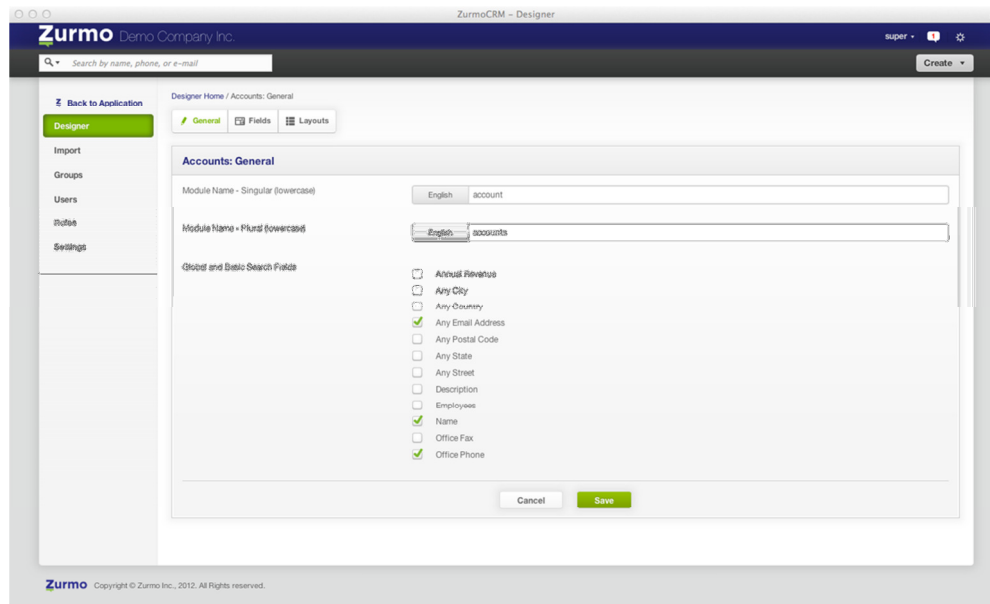 ZurmoCRM – Designer
Zurmo Demo Company Inc.
super
Search by name, phone, or e-mail
Create
Back to Application
Designer
Import
Groups
Users
Roles
Settings
Designer Home / Accounts: General
General Fields Layouts
Accounts: General
Module Name - Singular (lowercase) English account
Module Name - Plural (lowercase) English accounts
Global and Basic Search Fields
Annual Revenue
Any City
Any Country
Any Email Address
Any Postal Code
Any State
Any Street
Description
Employees
Name
Office Fax
Office Phone
Cancel Save
Zurmo Copyright © Zurmo Inc., 2012. All Rights reserved.